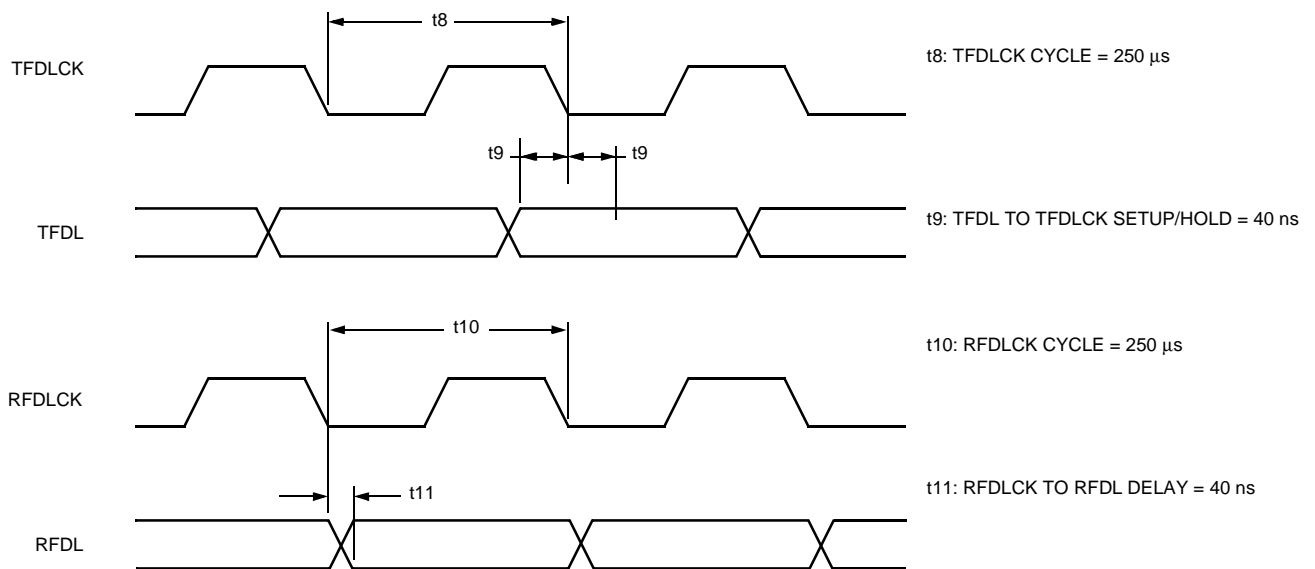 t8
TFDLCK
t8: TFDLCK CYCLE = 250 μs
t9
t9
TFDL
t9: TFDL TO TFDLCK SETUP/HOLD = 40 ns
t10
t10: RFDLCK CYCLE = 250 μs
RFDLCK
t11
t11: RFDLCK TO RFDL DELAY = 40 ns
RFDL